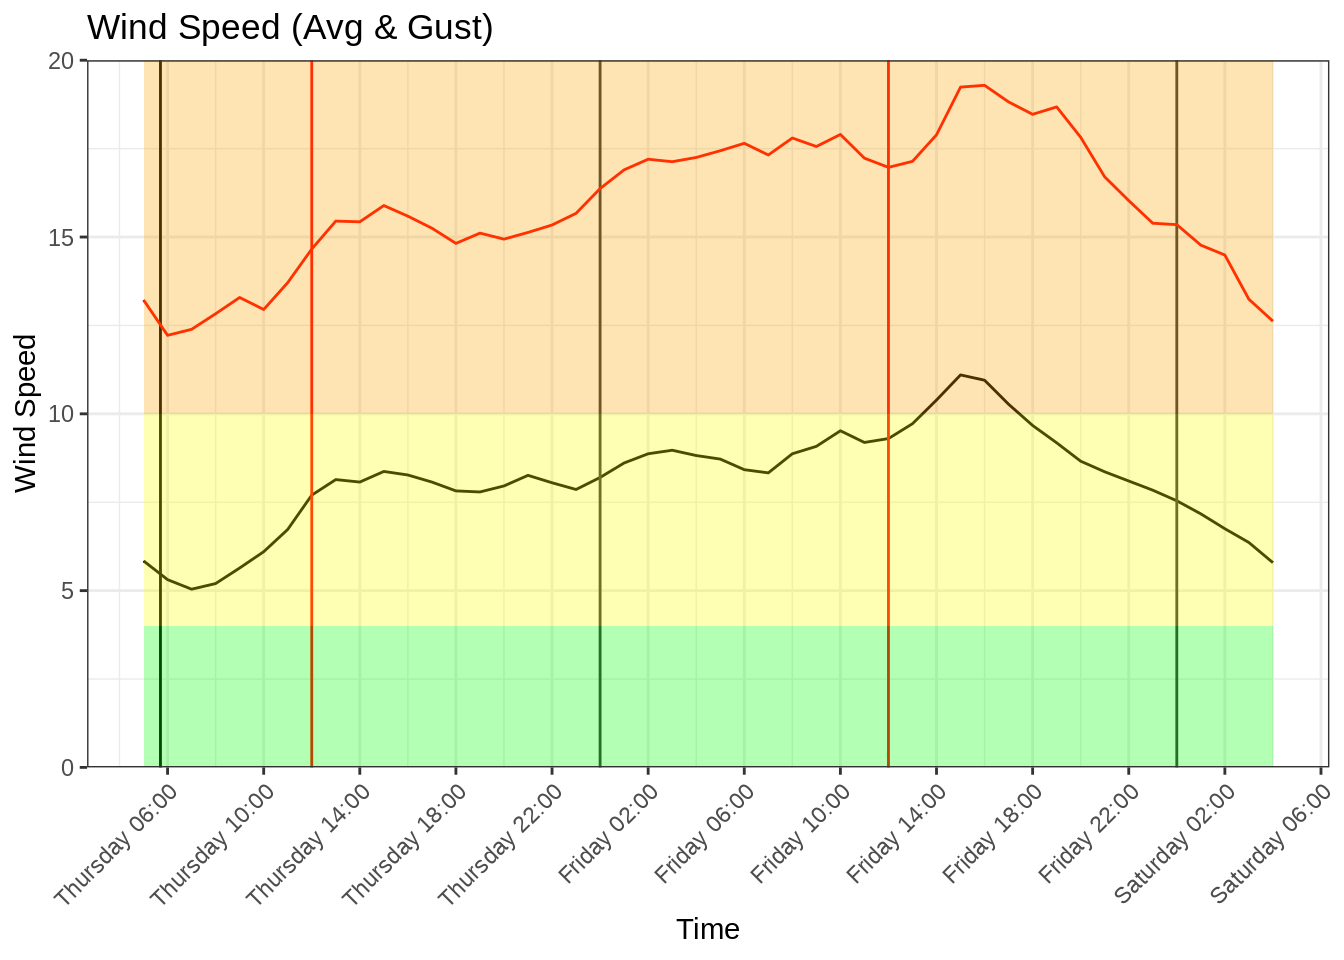 Wind Speed (Avg & Gust)
20
15
10
5
0
Wind Speed
Thursday 06:00
Thursday 10:00
Thursday 14:00
Thursday 18:00
Thursday 22:00
Friday 02:00
Friday 06:00
Friday 10:00
Friday 14:00
Friday 18:00
Friday 22:00
Saturday 02:00
Saturday 06:00
Time